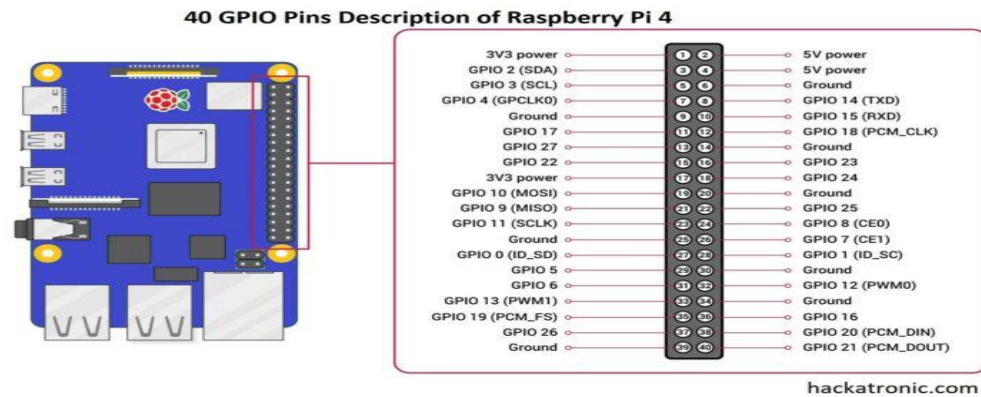 40 GPIO Pins Description of Raspberry Pi 4
3V3 power 1 2 5V power
GPIO 2 (SDA) 3 4 5V power
GPIO 3 (SCL) 5 6 Ground
GPIO 4 (GPCLK0) 7 8 GPIO 14 (TXD)
Ground 9 10 GPIO 15 (RXD)
GPIO 17 11 12 GPIO 18 (PCM_CLK)
GPIO 27 13 14 Ground
GPIO 22 15 16 GPIO 23
3V3 power 17 18 GPIO 24
GPIO 10 (MOSI) 19 20 Ground
GPIO 9 (MISO) 21 22 GPIO 25
GPIO 11 (SCLK) 23 24 GPIO 8 (CE0)
Ground 25 26 GPIO 7 (CE1)
GPIO 0 (ID_SD) 27 28 GPIO 1 (ID_SC)
GPIO 5 29 30 Ground
GPIO 6 31 32 GPIO 12 (PWM0)
GPIO 13 (PWM1) 33 34 Ground
GPIO 19 (PCM_FS) 35 36 GPIO 16
GPIO 26 37 38 GPIO 20 (PCM_DIN)
Ground 39 40 GPIO 21 (PCM_DOUT)
hackatronic.com